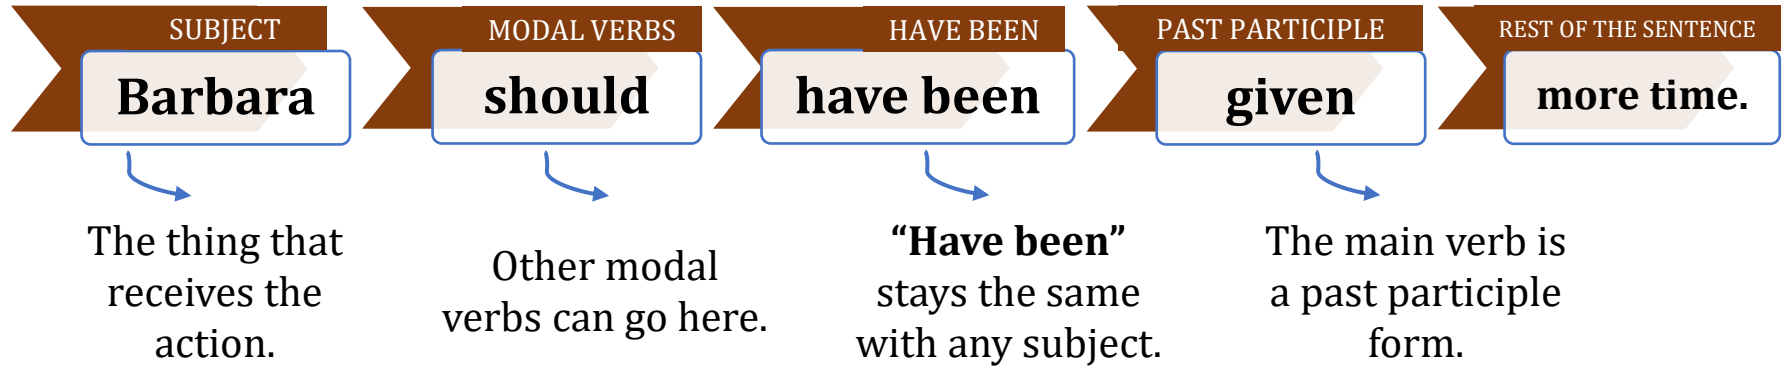 SUBJECT
MODAL VERBS
HAVE BEEN
PAST PARTICIPLE
REST OF THE SENTENCE
Barbara
should
have been
given
more time.
The thing that
receives the
action.
Other modal
verbs can go here.
“Have been”
stays the same
with any subject.
The main verb is
a past participle
form.